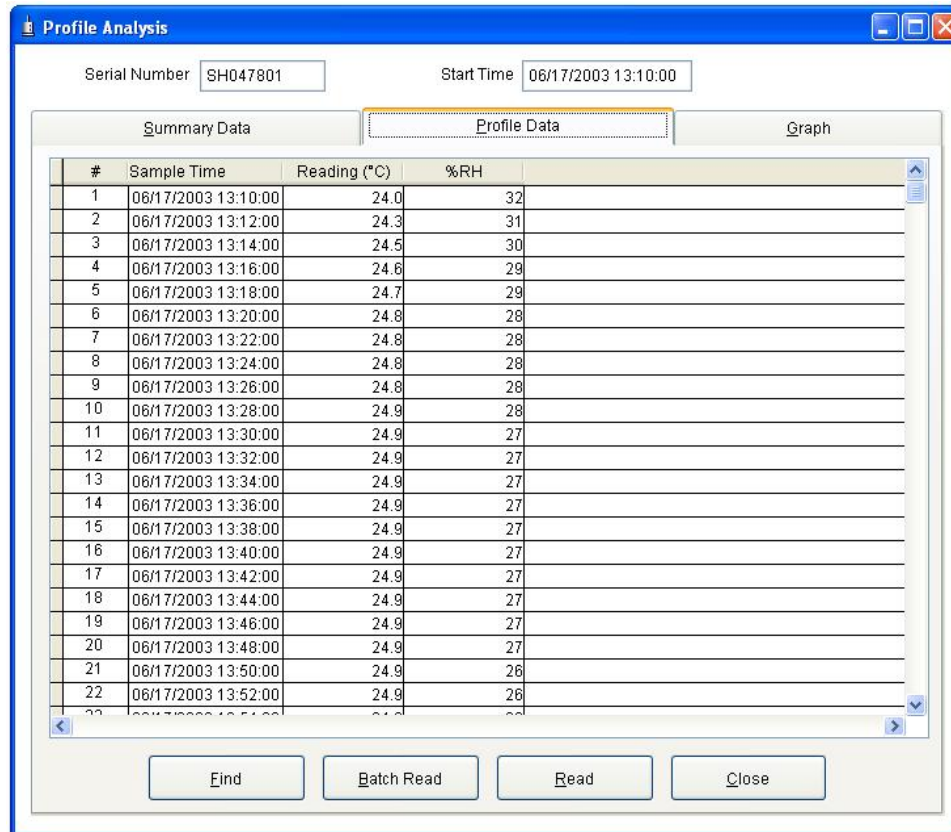 Profile Analysis
Serial Number SH047801 Start Time 06/17/2003 13:10:00
Summary Data Profile Data Graph
# Sample Time Reading (°C) %RH
1 06/17/2003 13:10:00 24.0 32
2 06/17/2003 13:12:00 24.3 31
3 06/17/2003 13:14:00 24.5 30
4 06/17/2003 13:16:00 24.6 29
5 06/17/2003 13:18:00 24.7 29
6 06/17/2003 13:20:00 24.8 28
7 06/17/2003 13:22:00 24.8 28
8 06/17/2003 13:24:00 24.8 28
9 06/17/2003 13:26:00 24.8 28
10 06/17/2003 13:28:00 24.9 28
11 06/17/2003 13:30:00 24.9 27
12 06/17/2003 13:32:00 24.9 27
13 06/17/2003 13:34:00 24.9 27
14 06/17/2003 13:36:00 24.9 27
15 06/17/2003 13:38:00 24.9 27
16 06/17/2003 13:40:00 24.9 27
17 06/17/2003 13:42:00 24.9 27
18 06/17/2003 13:44:00 24.9 27
19 06/17/2003 13:46:00 24.9 27
20 06/17/2003 13:48:00 24.9 27
21 06/17/2003 13:50:00 24.9 26
22 06/17/2003 13:52:00 24.9 26
Find Batch Read Read Close